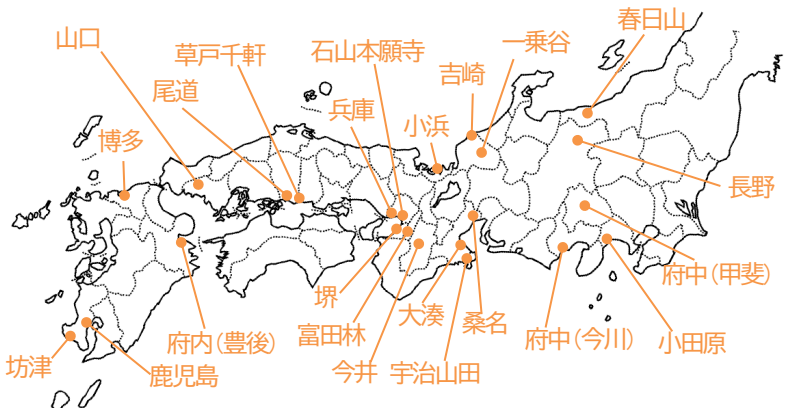 春日山
山口
一乗谷
草戸千軒
石山本願寺
吉崎
尾道
兵庫
小浜
博多
長野
府中(甲斐)
堺
大湊
桑名
富田林
府中(今川)
小田原
府内(豊後)
坊津
鹿児島
今井
宇治山田